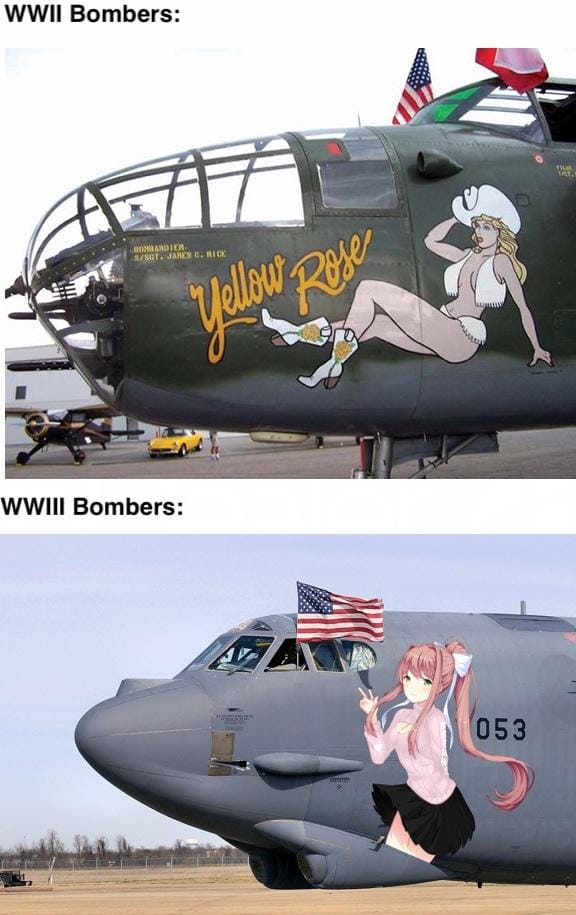 WWII Bombers:
BOMBARDIER.
S/SGT. JAMES C. RICE
Yellow Rose
WWIII Bombers:
053